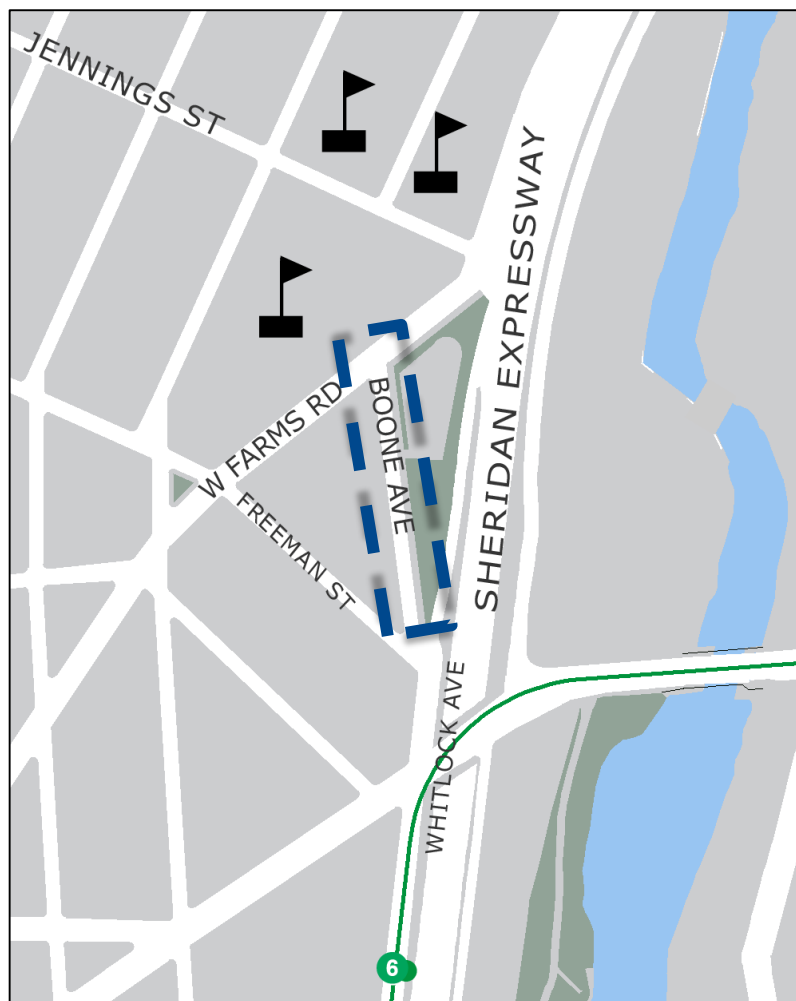 JENNINGS ST
SHERIDAN EXPRESSWAY
W FARMS RD
BOONE AVE
FREEMAN ST
WHITLOCK AVE
6